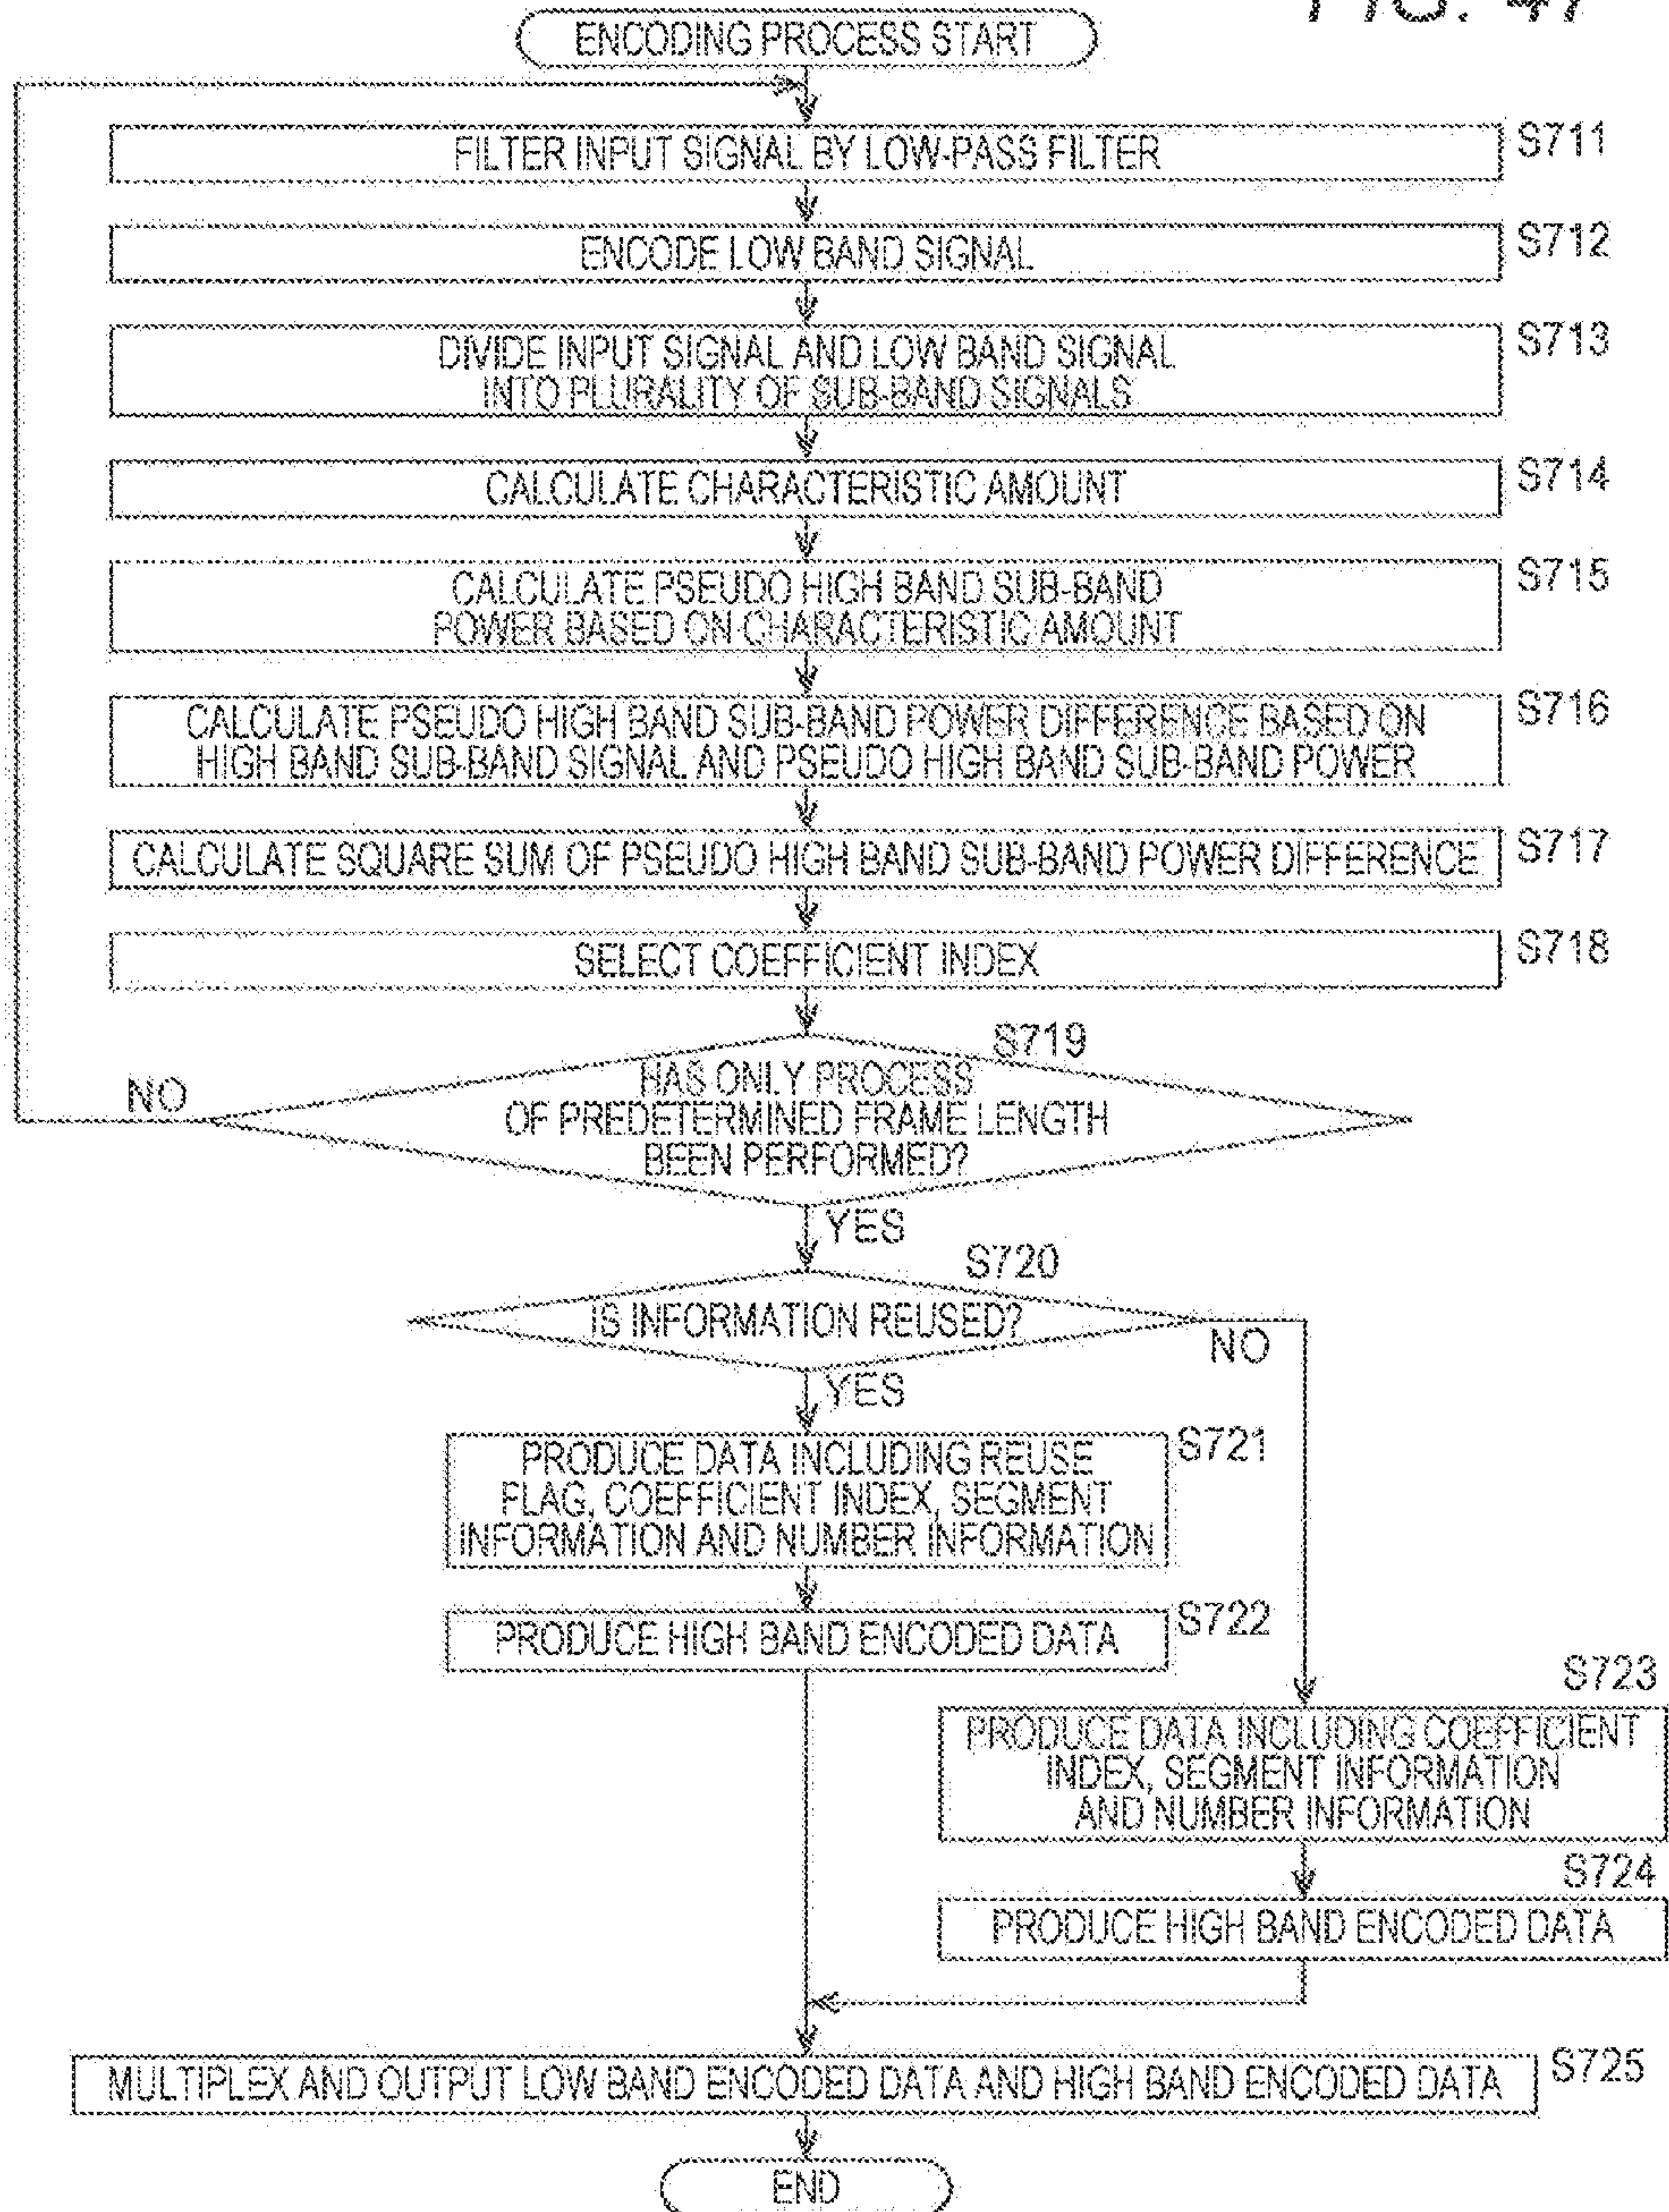 FIG. 47
ENCODING PROCESS START
FILTER INPUT SIGNAL BY LOW-PASS FILTER
S711
ENCODE LOW BAND SIGNAL
S712
DIVIDE INPUT SIGNAL AND LOW BAND SIGNAL
INTO PLURALITY OF SUB-BAND SIGNALS
S713
CALCULATE CHARACTERISTIC AMOUNT
S714
CALCULATE PSEUDO HIGH BAND SUB-BAND
POWER BASED ON CHARACTERISTIC AMOUNT
S715
CALCULATE PSEUDO HIGH BAND SUB-BAND POWER DIFFERENCE BASED ON
HIGH BAND SUB-BAND SIGNAL AND PSEUDO HIGH BAND SUB-BAND POWER
S716
CALCULATE SQUARE SUM OF PSEUDO HIGH BAND SUB-BAND POWER DIFFERENCE
S717
SELECT COEFFICIENT INDEX
S718
S719
HAS ONLY PROCESS
OF PREDETERMINED FRAME LENGTH
BEEN PERFORMED?
NO
YES
S720
IS INFORMATION REUSED?
NO
YES
PRODUCE DATA INCLUDING REUSE
FLAG, COEFFICIENT INDEX, SEGMENT
INFORMATION AND NUMBER INFORMATION
S721
PRODUCE HIGH BAND ENCODED DATA
S722
S723
PRODUCE DATA INCLUDING COEFFICIENT
INDEX, SEGMENT INFORMATION
AND NUMBER INFORMATION
S724
PRODUCE HIGH BAND ENCODED DATA
MULTIPLEX AND OUTPUT LOW BAND ENCODED DATA AND HIGH BAND ENCODED DATA
S725
END